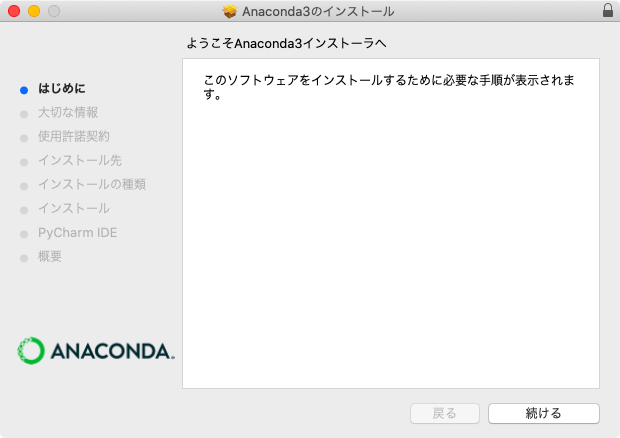 Anaconda3のインストール
ようこそAnaconda3インストーラへ
はじめに
大切な情報
使用許諾契約
インストール先
インストールの種類
インストール
PyCharm IDE
概要
このソフトウェアをインストールするために必要な手順が表示されま
す。
ANACONDA.
戻る
続ける